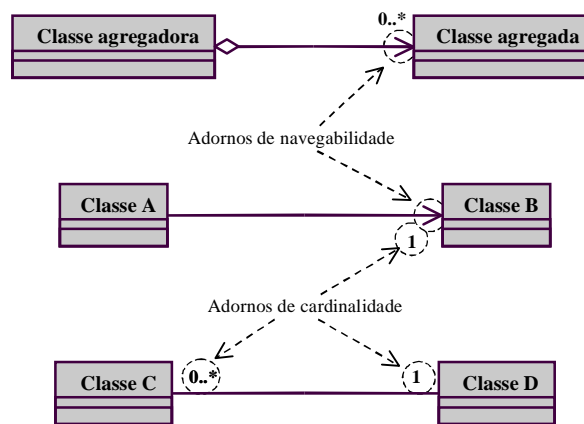 0..*
Classe agregadora
Classe agregada
Adornos de navegabilidade
Classe A
Classe B
1
Adornos de cardinalidade
Classe C
0..*
1
Classe D